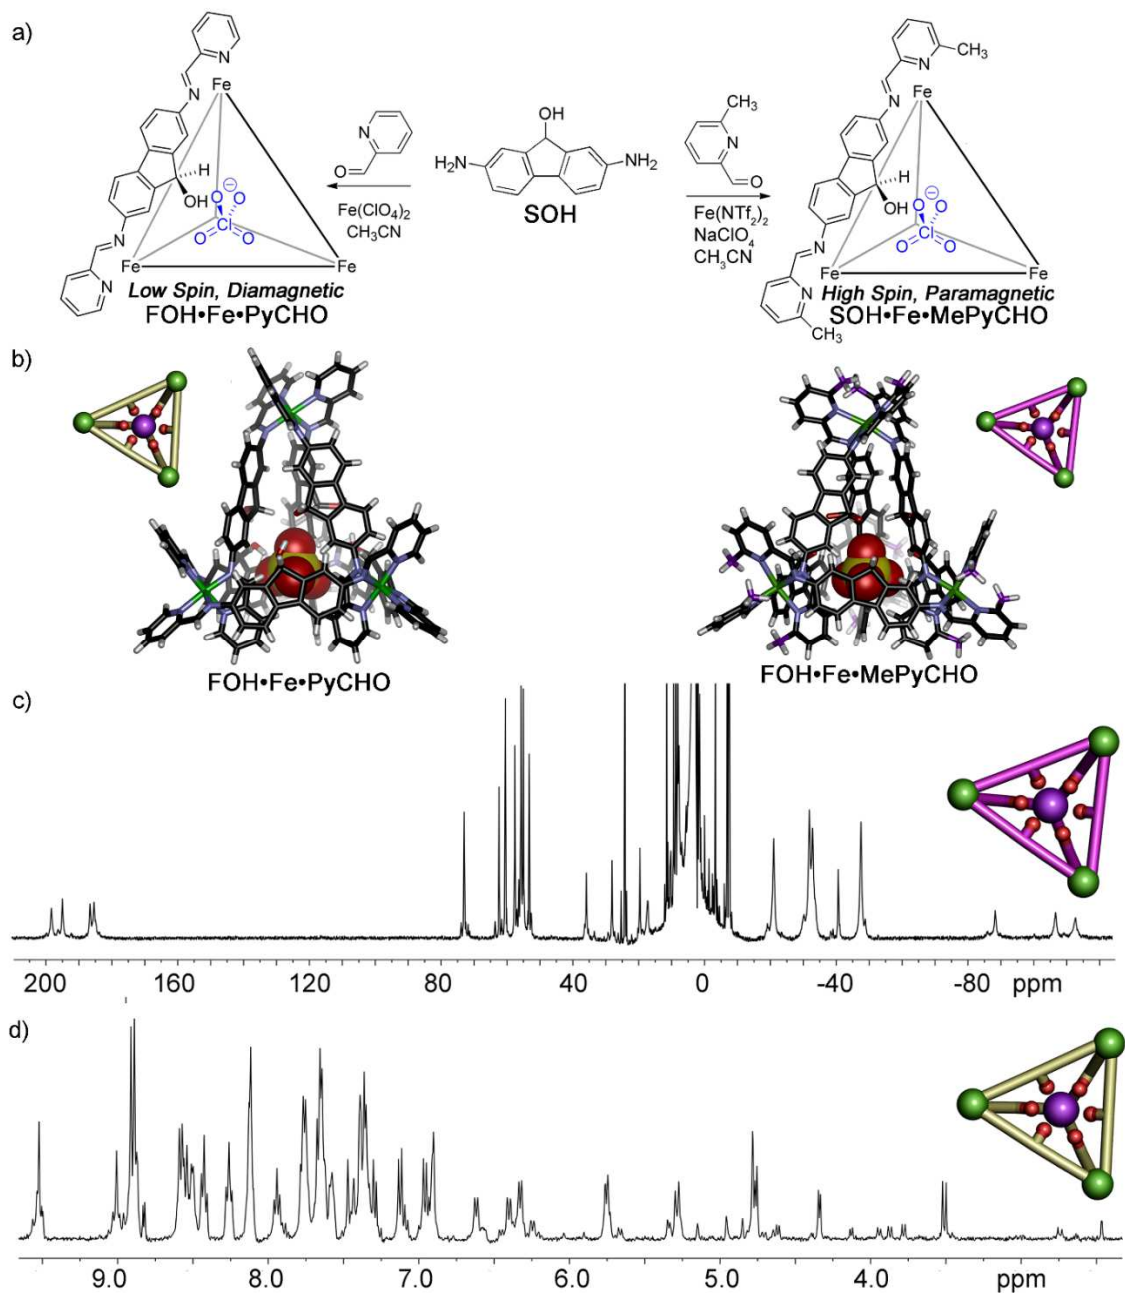 a)
N
Fe
N
H
OH
O
O
⊖
Cl
O
O
N
N
Fe
Fe
Low Spin, Diamagnetic
FOH•Fe•PyCHO
N
O
Fe(ClO₄)₂
CH₃CN
OH
H₂N
NH₂
SOH
CH₃
N
O
Fe(NTf₂)₂
NaClO₄
CH₃CN
N
CH₃
Fe
N
H
OH
O
O
⊖
Cl
O
O
N
N
CH₃
Fe
Fe
High Spin, Paramagnetic
SOH•Fe•MePyCHO
b)
FOH•Fe•PyCHO
FOH•Fe•MePyCHO
c)
200 160 120 80 40 0 -40 -80 ppm
d)
9.0 8.0 7.0 6.0 5.0 4.0 ppm